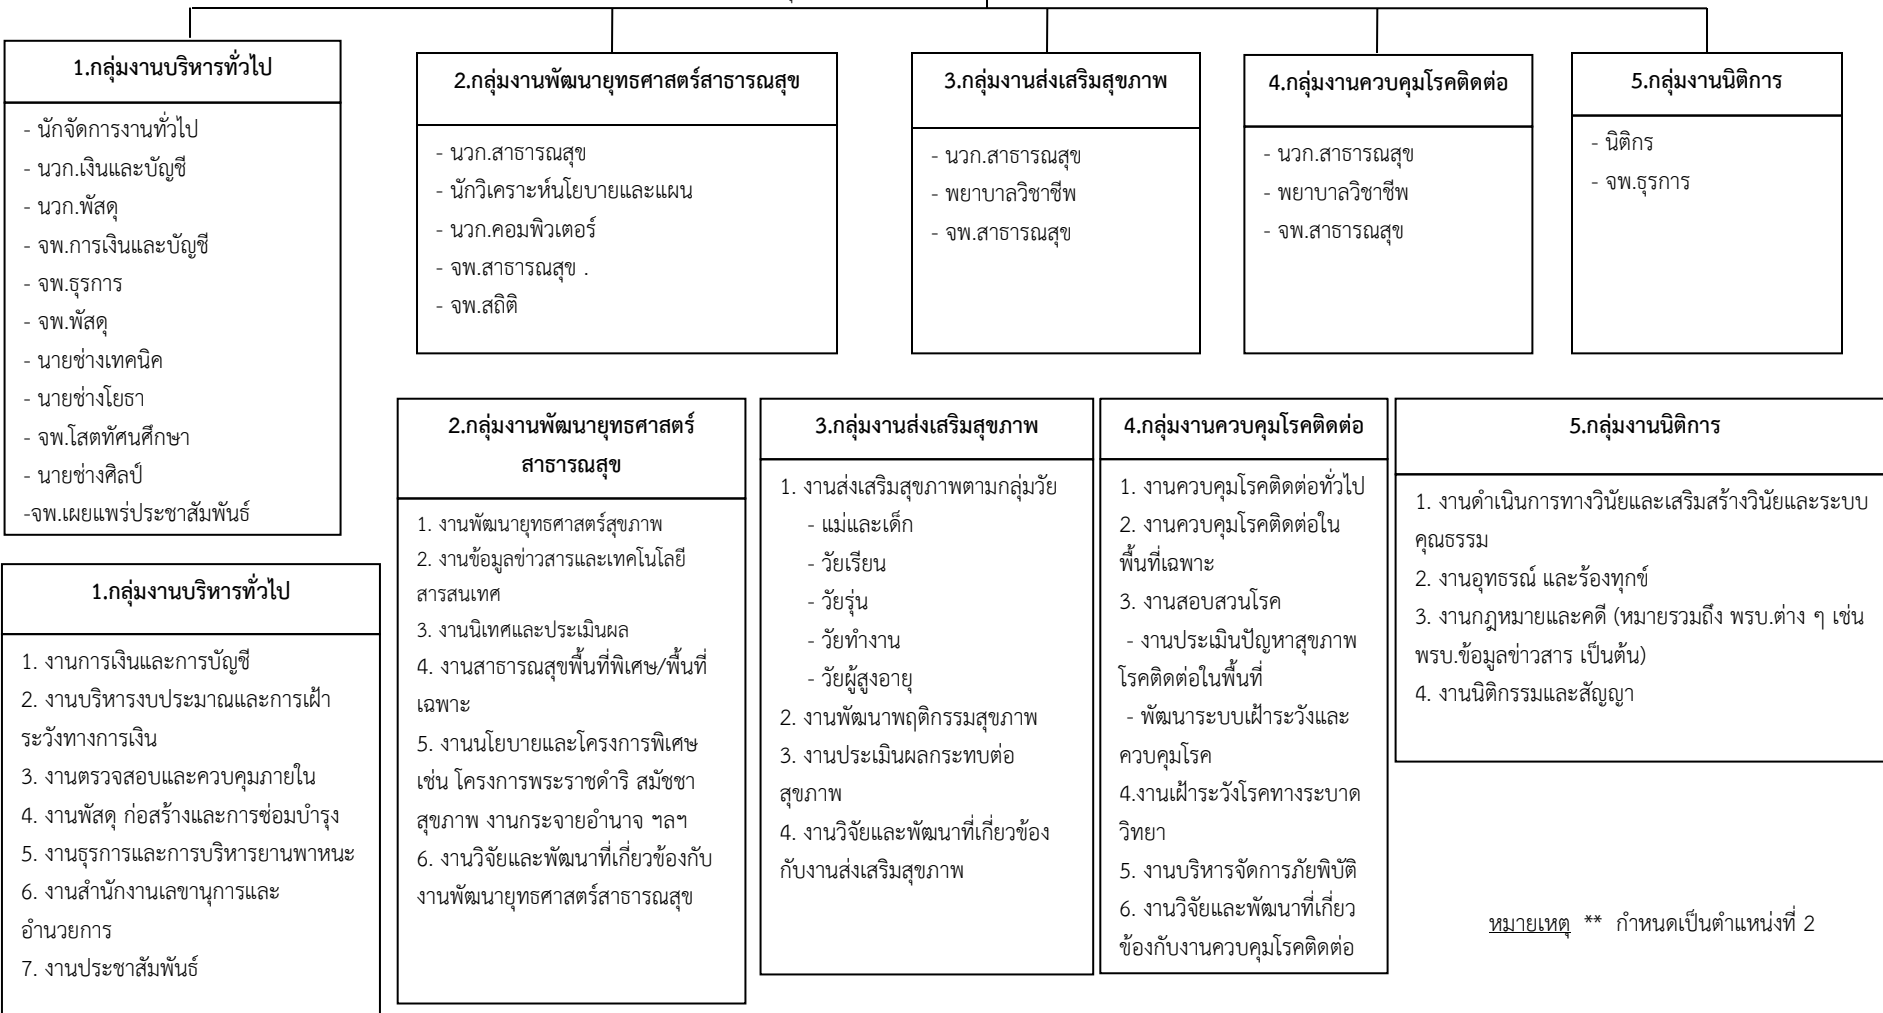 1.กลุ่มงานบริหารทั่วไป
- นักจัดการงานทั่วไป
- นวก.เงินและบัญชี
- นวก.พัสดุ
- จพ.การเงินและบัญชี
- จพ.ธุรการ
- จพ.พัสดุ
- นายช่างเทคนิค
- นายช่างโยธา
- จพ.โสตทัศนศึกษา
- นายช่างศิลป์
-จพ.เผยแพร่ประชาสัมพันธ์
2.กลุ่มงานพัฒนายุทธศาสตร์สาธารณสุข
- นวก.สาธารณสุข
- นักวิเคราะห์นโยบายและแผน
- นวก.คอมพิวเตอร์
- จพ.สาธารณสุข .
- จพ.สถิติ
3.กลุ่มงานส่งเสริมสุขภาพ
- นวก.สาธารณสุข
- พยาบาลวิชาชีพ
- จพ.สาธารณสุข
4.กลุ่มงานควบคุมโรคติดต่อ
- นวก.สาธารณสุข
- พยาบาลวิชาชีพ
- จพ.สาธารณสุข
5.กลุ่มงานนิติการ
- นิติกร
- จพ.ธุรการ
1.กลุ่มงานบริหารทั่วไป
1. งานการเงินและการบัญชี
2. งานบริหารงบประมาณและการเฝ้า
ระวังทางการเงิน
3. งานตรวจสอบและควบคุมภายใน
4. งานพัสดุ ก่อสร้างและการซ่อมบำรุง
5. งานธุรการและการบริหารยานพาหนะ
6. งานสำนักงานเลขานุการและ
อำนวยการ
7. งานประชาสัมพันธ์
2.กลุ่มงานพัฒนายุทธศาสตร์
สาธารณสุข
1. งานพัฒนายุทธศาสตร์สุขภาพ
2. งานข้อมูลข่าวสารและเทคโนโลยี
สารสนเทศ
3. งานนิเทศและประเมินผล
4. งานสาธารณสุขพื้นที่พิเศษ/พื้นที่
เฉพาะ
5. งานนโยบายและโครงการพิเศษ
เช่น โครงการพระราชดำริ สมัชชา
สุขภาพ งานกระจายอำนาจ ฯลฯ
6. งานวิจัยและพัฒนาที่เกี่ยวข้องกับ
งานพัฒนายุทธศาสตร์สาธารณสุข
3.กลุ่มงานส่งเสริมสุขภาพ
1. งานส่งเสริมสุขภาพตามกลุ่มวัย
- แม่และเด็ก
- วัยเรียน
- วัยรุ่น
- วัยทำงาน
- วัยผู้สูงอายุ
2. งานพัฒนาพฤติกรรมสุขภาพ
3. งานประเมินผลกระทบต่อ
สุขภาพ
4. งานวิจัยและพัฒนาที่เกี่ยวข้อง
กับงานส่งเสริมสุขภาพ
4.กลุ่มงานควบคุมโรคติดต่อ
1. งานควบคุมโรคติดต่อทั่วไป
2. งานควบคุมโรคติดต่อใน
พื้นที่เฉพาะ
3. งานสอบสวนโรค
- งานประเมินปัญหาสุขภาพ
โรคติดต่อในพื้นที่
- พัฒนาระบบเฝ้าระวังและ
ควบคุมโรค
4.งานเฝ้าระวังโรคทางระบาด
วิทยา
5. งานบริหารจัดการภัยพิบัติ
6. งานวิจัยและพัฒนาที่เกี่ยว
ข้องกับงานควบคุมโรคติดต่อ
5.กลุ่มงานนิติการ
1. งานดำเนินการทางวินัยและเสริมสร้างวินัยและระบบ
คุณธรรม
2. งานอุทธรณ์ และร้องทุกข์
3. งานกฎหมายและคดี (หมายรวมถึง พรบ.ต่าง ๆ เช่น
พรบ.ข้อมูลข่าวสาร เป็นต้น)
4. งานนิติกรรมและสัญญา
หมายเหตุ ** กำหนดเป็นตำแหน่งที่ 2